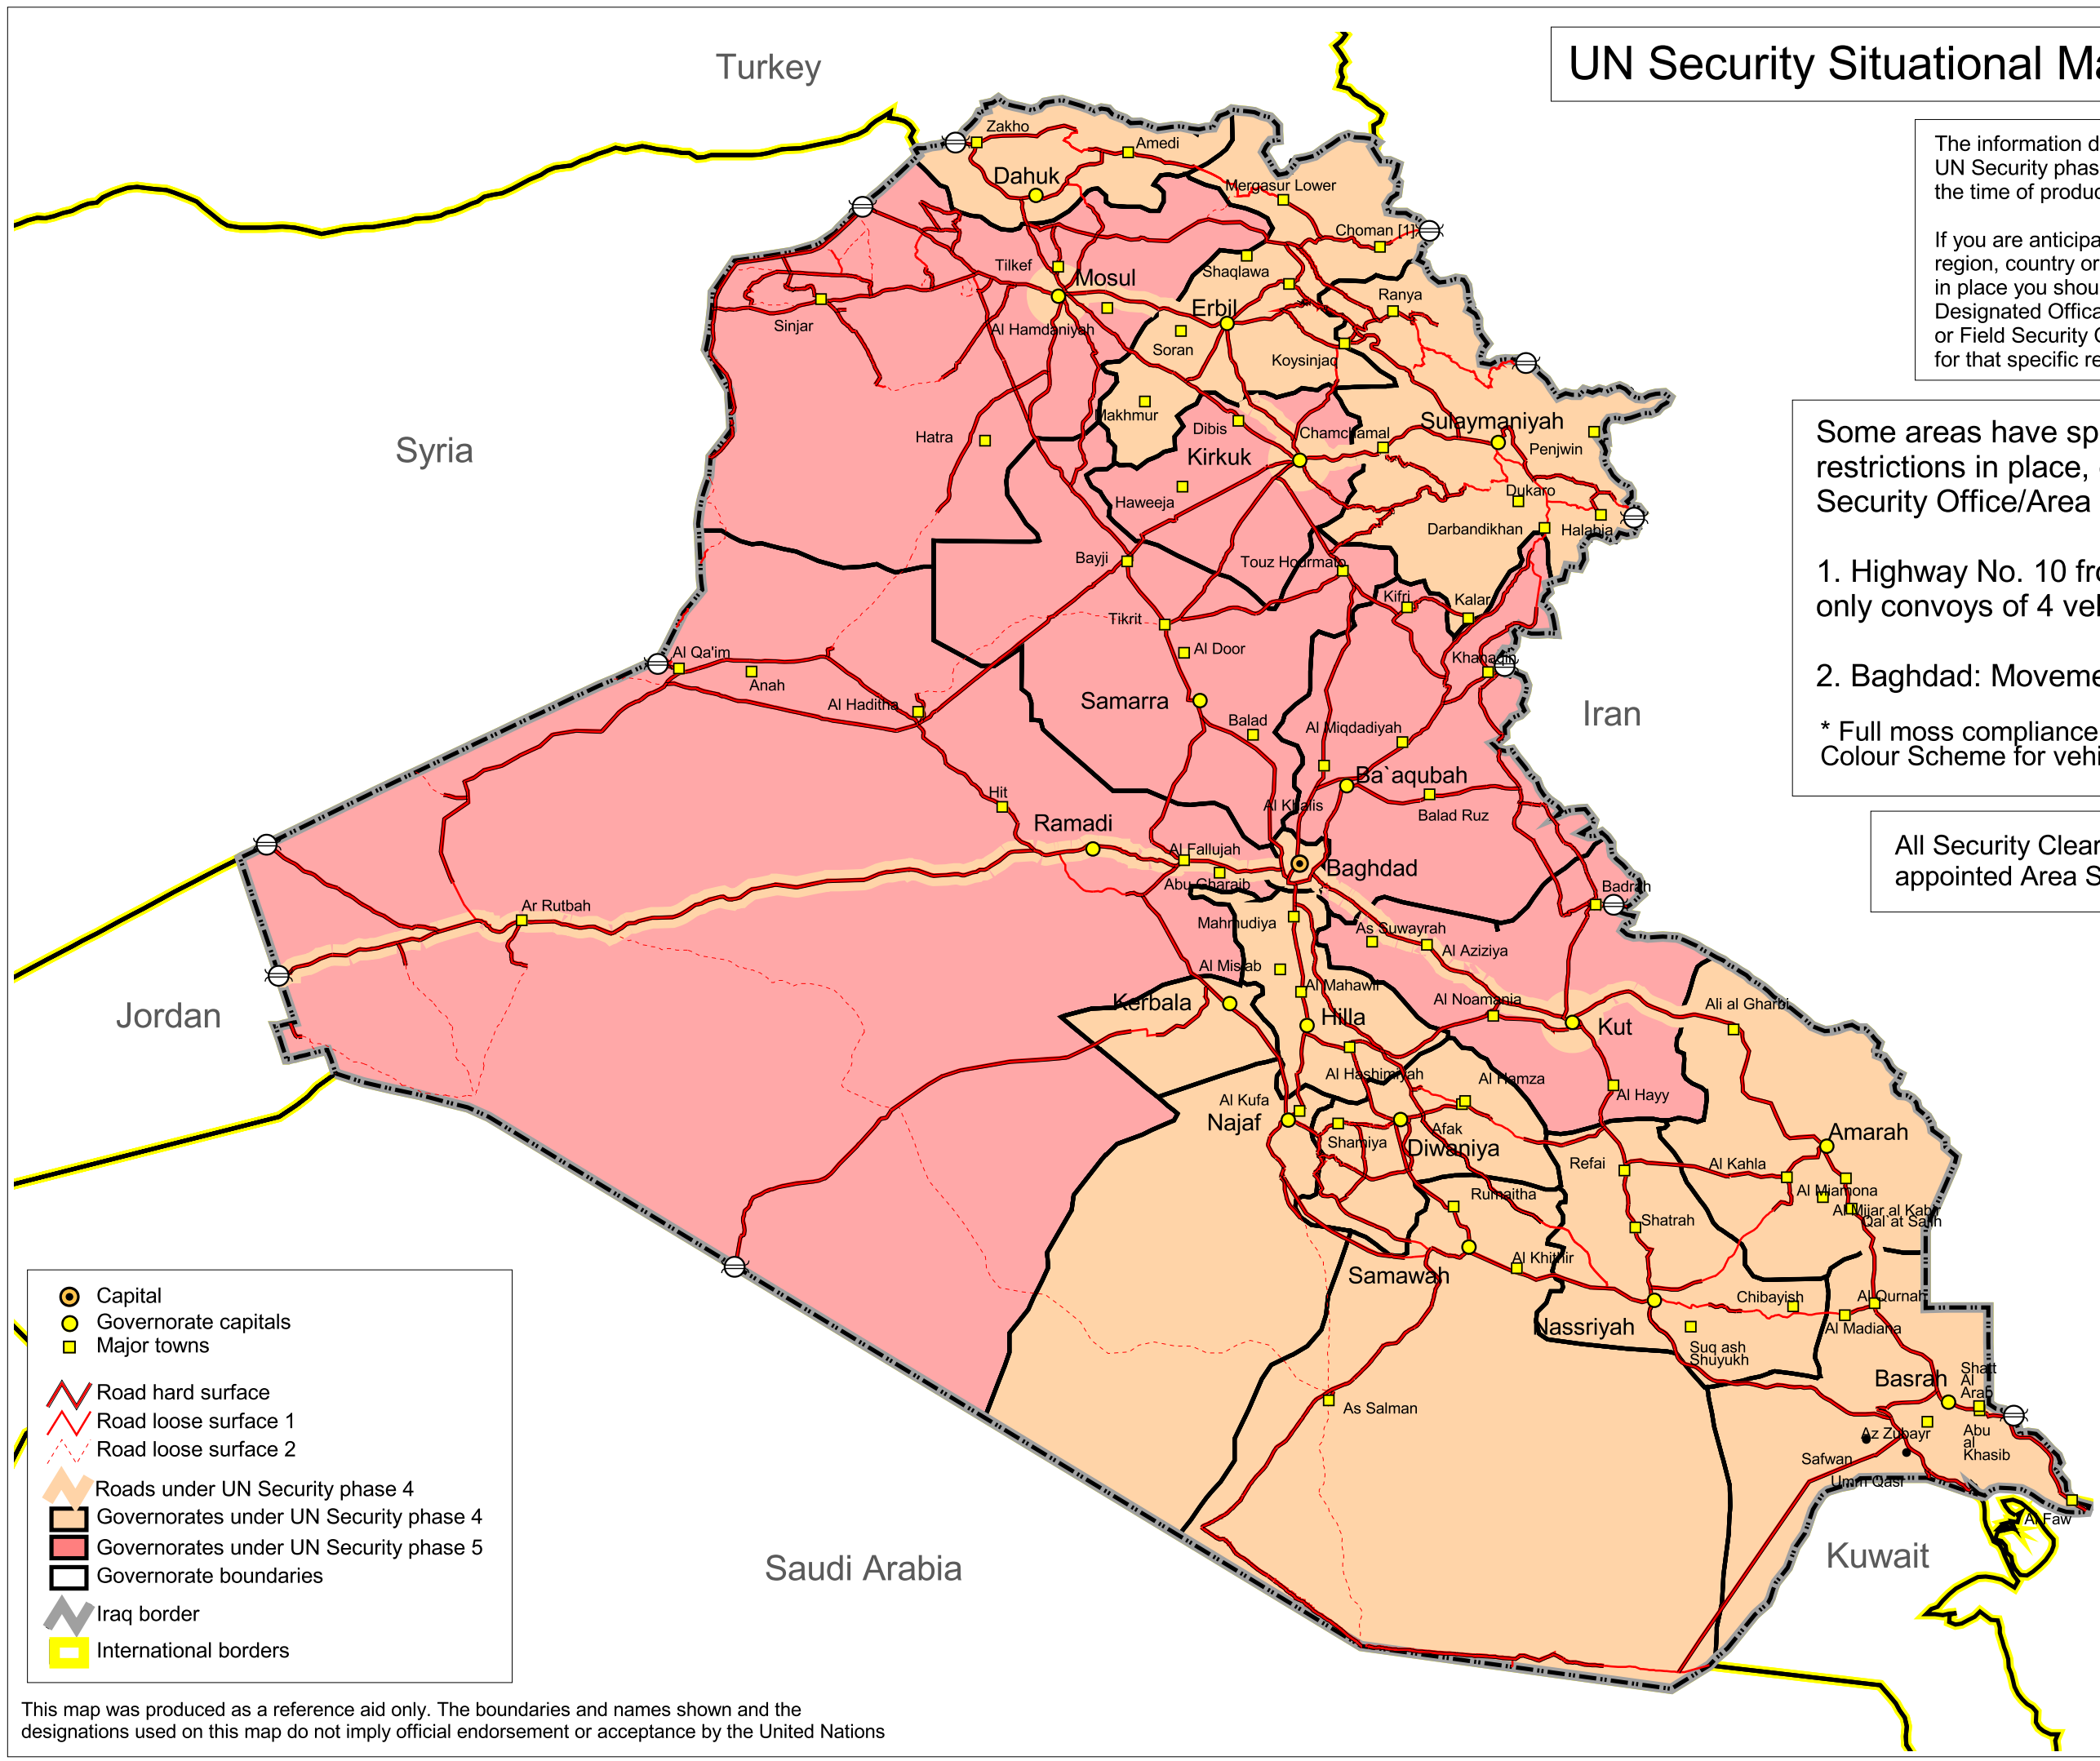 UN Security Situational Ma
Turkey
The information d
UN Security phas
the time of produc
If you are anticipa
region, country or
in place you shou
Designated Offica
or Field Security O
for that specific re
Some areas have sp
restrictions in place,
Security Office/Area
1. Highway No. 10 fro
only convoys of 4 veh
2. Baghdad: Moveme
* Full moss compliance
Colour Scheme for vehi
All Security Clear
appointed Area S
Zakho
Amedi
Dahuk
Mergasur Lower
Choman [1]
Tilkef
Mosul
Shaqlawa
Ranya
Sinjar
Al Hamdaniyah
Erbil
Soran
Koysinjaq
Makhmur
Sulaymaniyah
Syria
Hatra
Dibis
Chamchamal
Penjwin
Kirkuk
Haweeja
Dukaro
Darbandikhan
Halabja
Bayji
Touz Hourmato
Kifri
Kalar
Tikrit
Al Door
Al Qa'im
Anah
Khanaqin
Al Haditha
Samarra
Balad
Al Miqdadiyah
Iran
Hit
Ba`aqubah
Al Khalis
Balad Ruz
Ramadi
Al Fallujah
Abu Gharaib
Baghdad
Badrah
Ar Rutbah
Mahmudiya
As Suwayrah
Al Aziziya
Al Misiab
Al Mahawil
Jordan
Kerbala
Hilla
Al Noamania
Kut
Ali al Gharbi
Al Hashimiyah
Al Hamza
Al Hayy
Al Kufa
Najaf
Shamiya
Afak
Diwaniya
Amarah
Refai
Al Kahla
Al Miamona
Al Mijar al Kabir
Qal`at Salih
Rumaitha
Shatrah
Samawah
Al Khithir
Nassriyah
Chibayish
Al Qurnah
Al Madiana
Suq ash
Shuyukh
Basrah
Shatt
Al
Arab
As Salman
Az Zubayr
Abu
al
Khasib
Safwan
Umm Qasr
Al Faw
Kuwait
Saudi Arabia
Capital
Governorate capitals
Major towns
Road hard surface
Road loose surface 1
Road loose surface 2
Roads under UN Security phase 4
Governorates under UN Security phase 4
Governorates under UN Security phase 5
Governorate boundaries
Iraq border
International borders
This map was produced as a reference aid only. The boundaries and names shown and the
designations used on this map do not imply official endorsement or acceptance by the United Nations